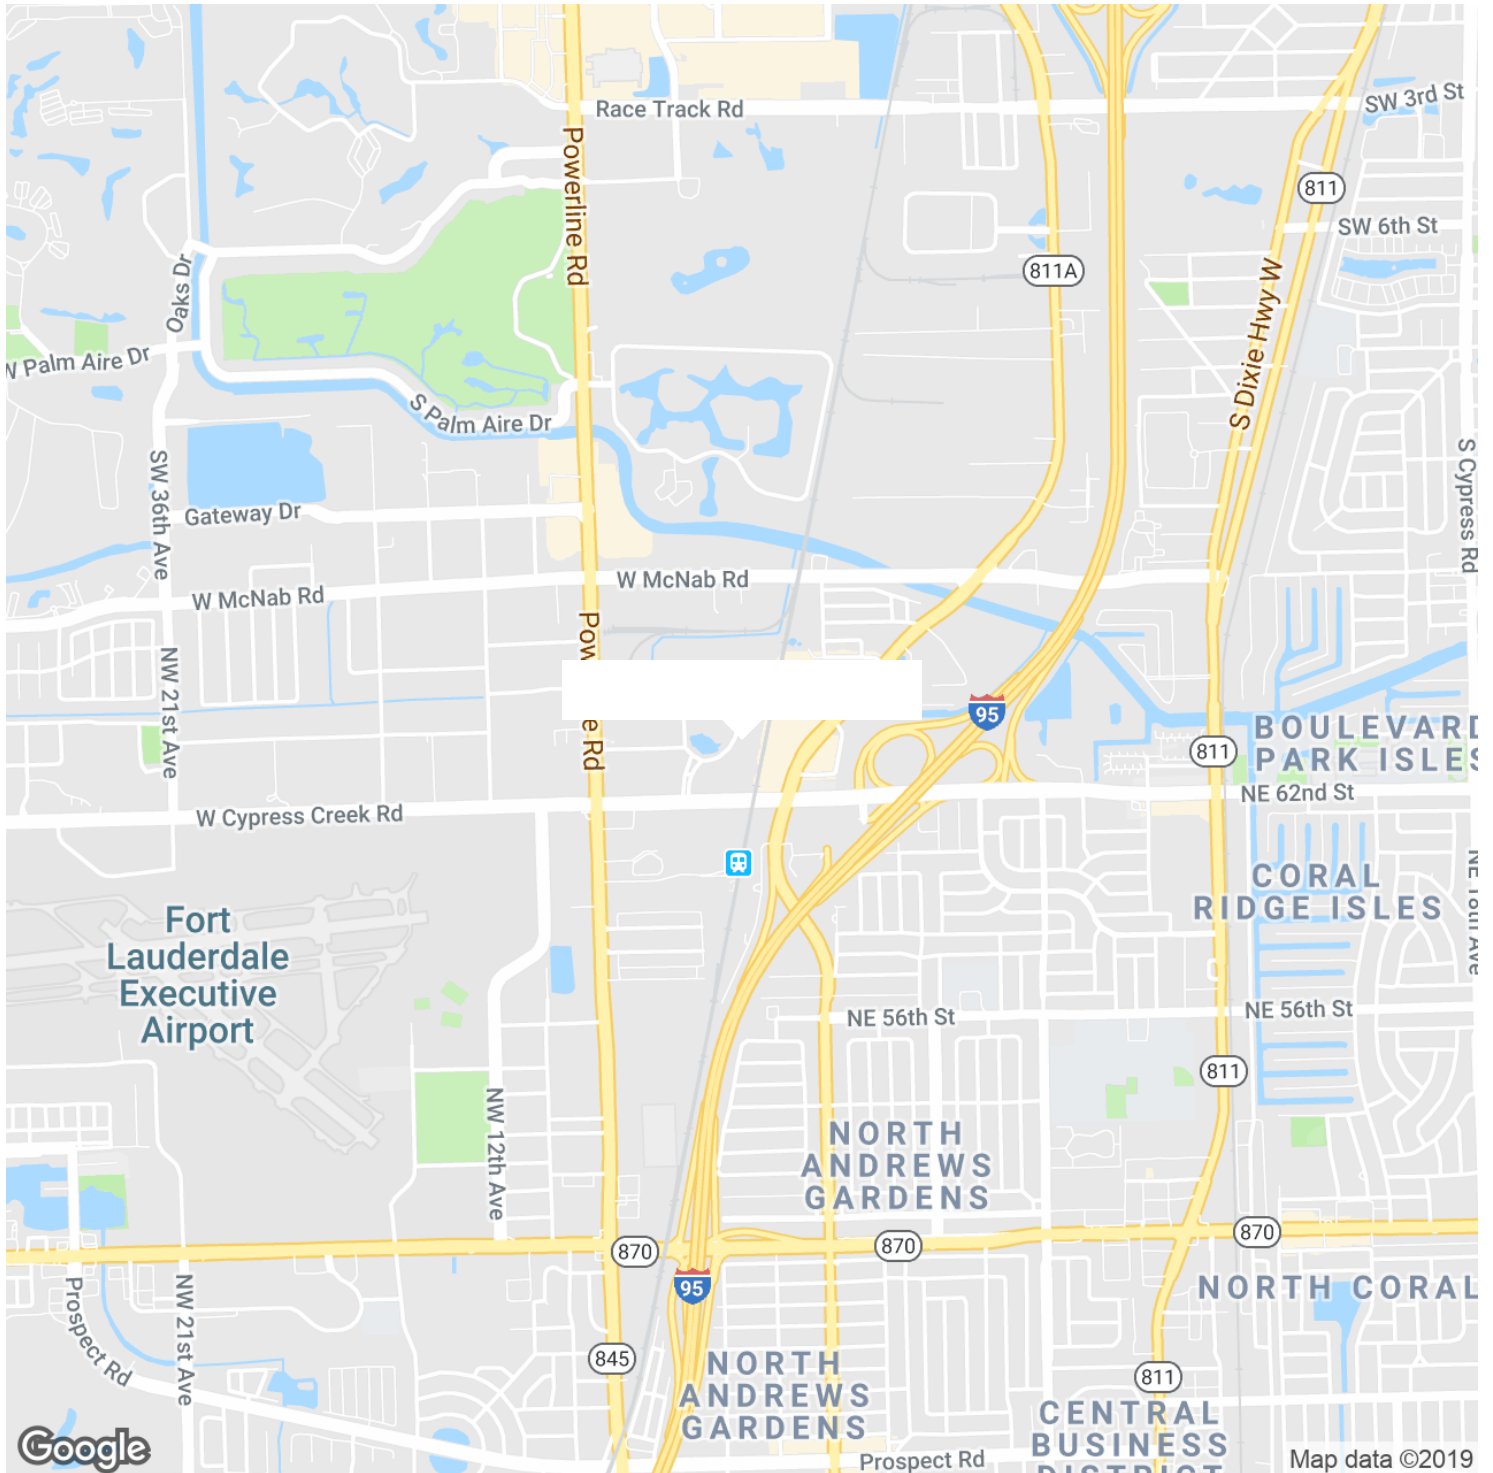 Race Track Rd
SW 3rd St
Powerline Rd
811
SW 6th St
811A
Oaks Dr
S Dixie Hwy W
W Palm Aire Dr
S Palm Aire Dr
SW 36th Ave
S Cypress Rd
Gateway Dr
W McNab Rd
W McNab Rd
NW 21st Ave
95
BOULEVARD
PARK ISLES
811
NE 62nd St
W Cypress Creek Rd
CORAL
RIDGE ISLES
NE 18th Ave
Fort
Lauderdale
Executive
Airport
NE 56th St
NE 56th St
811
NW 12th Ave
NORTH
ANDREWS
GARDENS
870
870
870
95
NORTH CORAL
Prospect Rd
NW 21st Ave
845
NORTH
ANDREWS
GARDENS
811
CENTRAL
BUSINESS
DISTRICT
Prospect Rd
Google
Map data ©2019